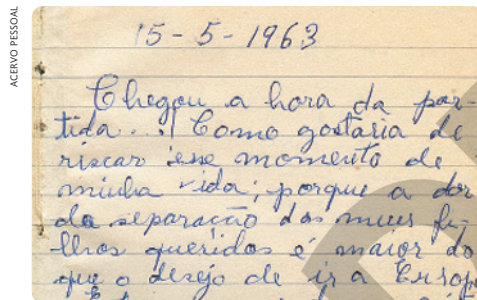 ACERVO PESSOAL
15-5-1963
Chegou a hora da par-
tida...! Como gostaria de
riscar esse momento de
minha vida; porque a dor
da separação dos meus fi-
lhos queridos é maior do
que o desejo de ir a Europ